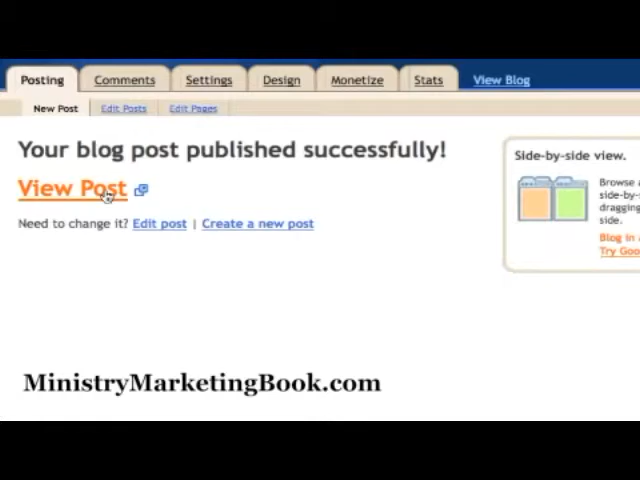 Posting Comments Settings Design Monetize Stats View Blog
New Post Edit Posts Edit Pages
Your blog post published successfully!
View Post
Need to change it? Edit post | Create a new post
Side-by-side view.
Browse
side-by-
dragging
side.
Blog in
Try Goo
MinistryMarketingBook.com